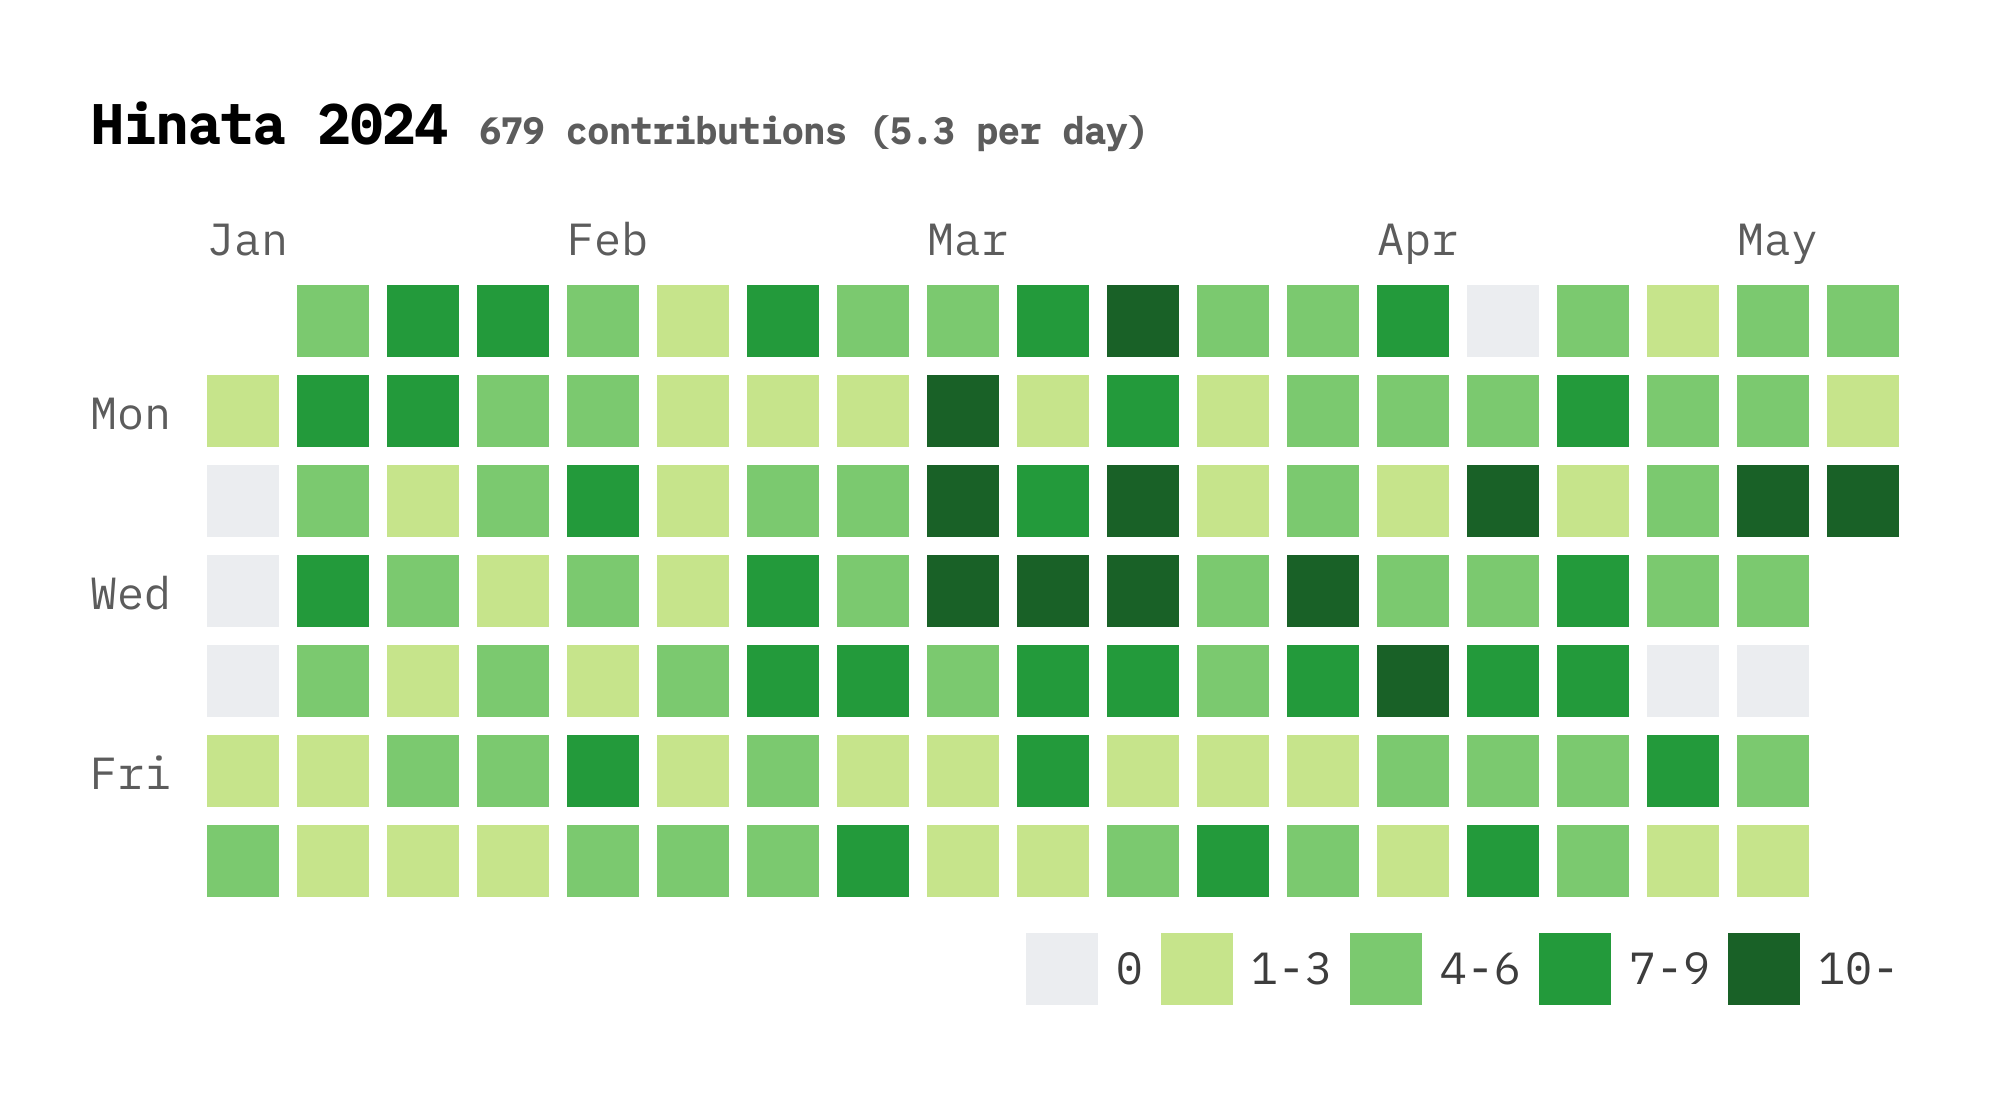 Hinata 2024 679 contributions (5.3 per day)
Jan Feb Mar Apr May
Mon
Wed
Fri
0 1-3 4-6 7-9 10-